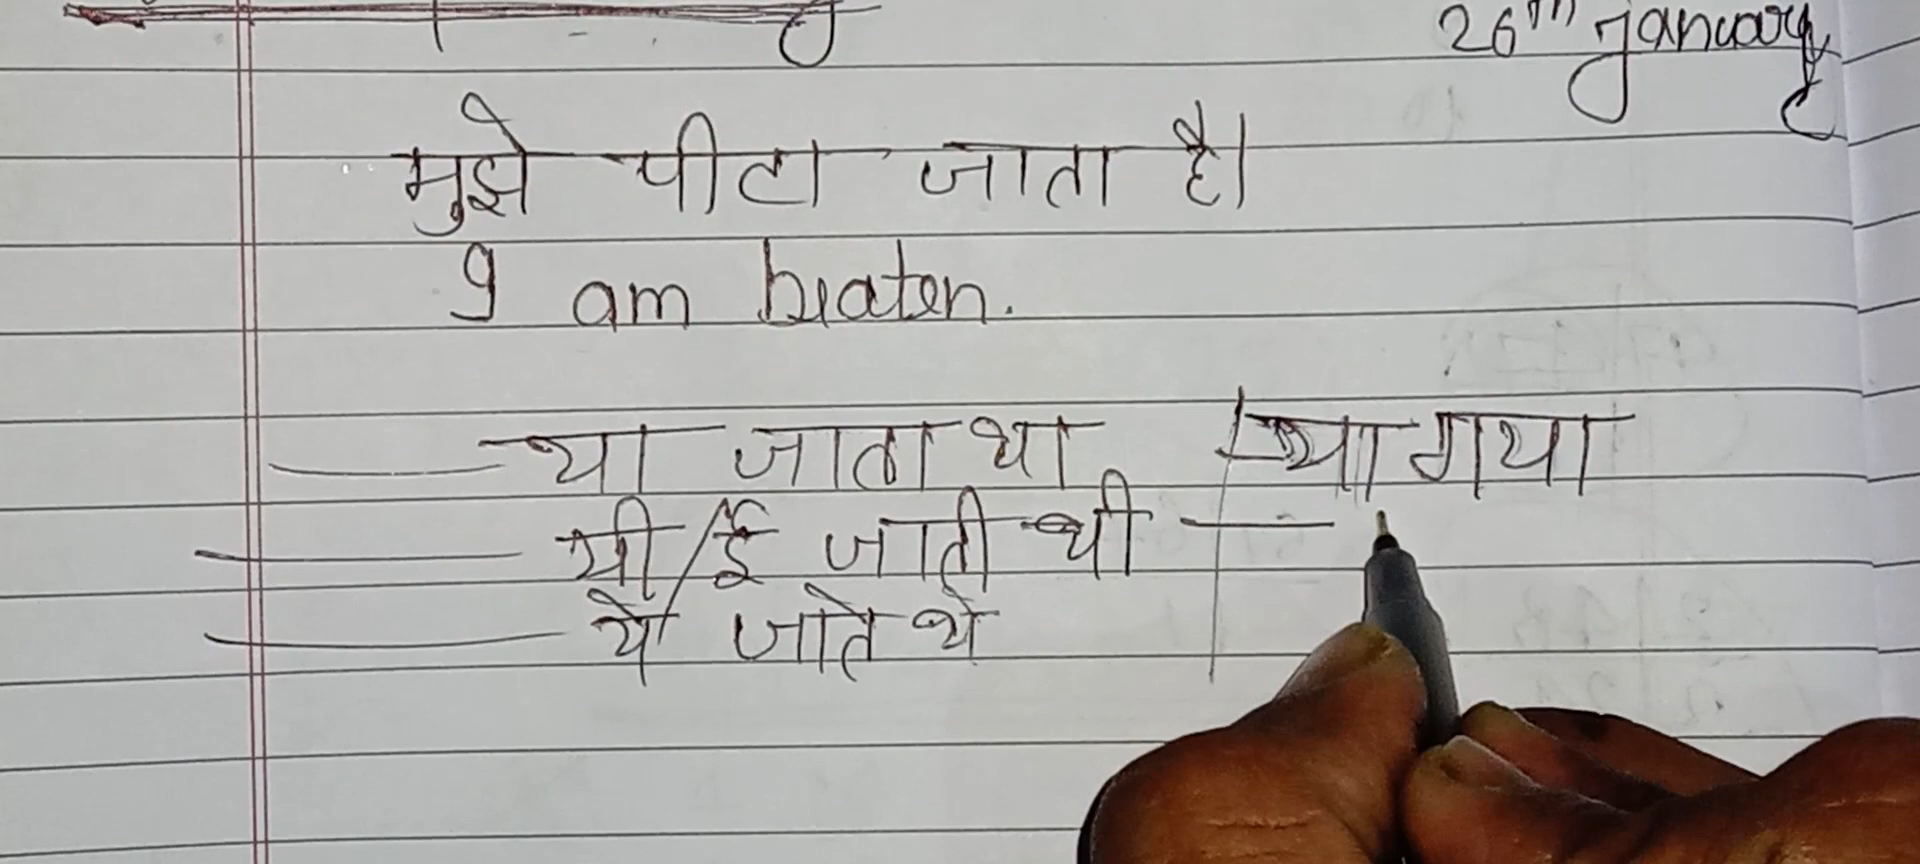 26th January
मुझे पीटा जाता है।
I am beaten.
या जाता था या गया
यी/ई जाती थी
ये जाते थे